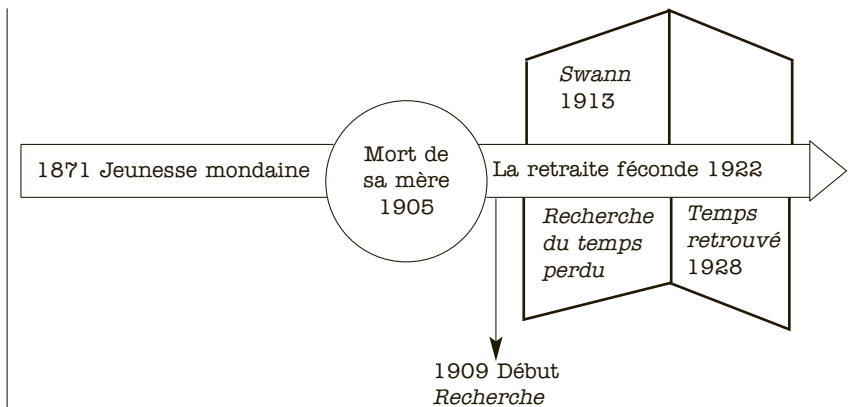 Swann
1913
1871 Jeunesse mondaine
Mort de
sa mère
1905
La retraite féconde 1922
Recherche
du temps
perdu
Temps
retrouvé
1928
1909 Début
Recherche